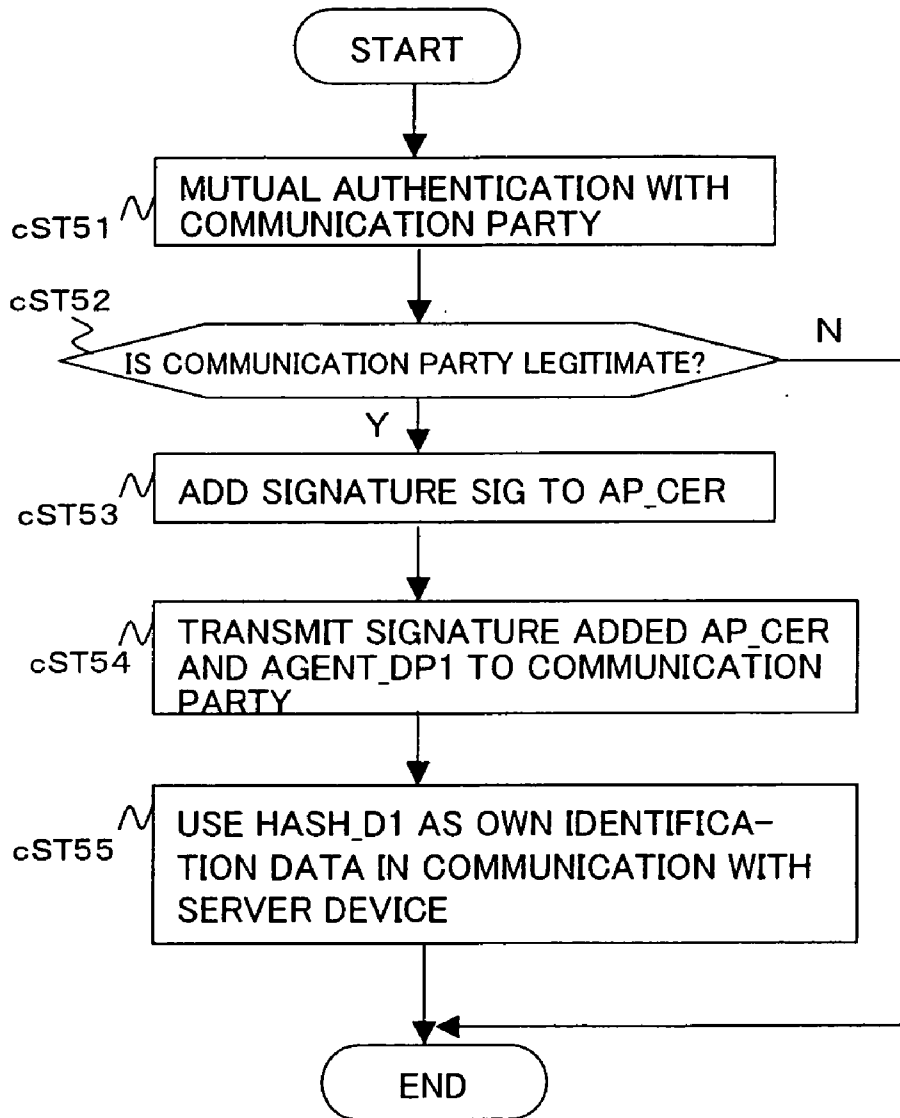 START
MUTUAL AUTHENTICATION WITH
COMMUNICATION PARTY
cST51
cST52
IS COMMUNICATION PARTY LEGITIMATE?
N
Y
ADD SIGNATURE SIG TO AP_CER
cST53
TRANSMIT SIGNATURE ADDED AP_CER
AND AGENT_DP1 TO COMMUNICATION
PARTY
cST54
USE HASH_D1 AS OWN IDENTIFICA-
TION DATA IN COMMUNICATION WITH
SERVER DEVICE
cST55
END